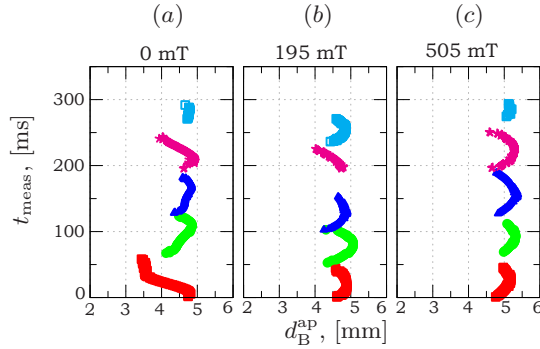 (a) (b) (c)
0 mT 195 mT 505 mT
300
200
100
0
t_meas, [ms]
2 3 4 5 6 2 3 4 5 6 2 3 4 5 6
d_B^ap, [mm]